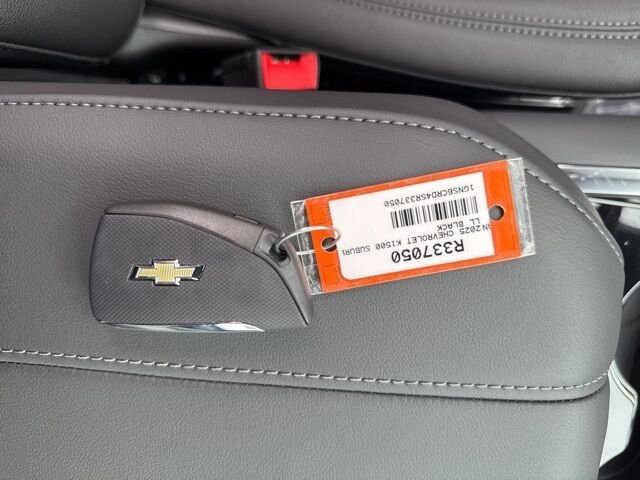 R337050
N2025 CHEVROLET K1500 SUBURB
LL BLACK
1GNS6CRD4SR337050